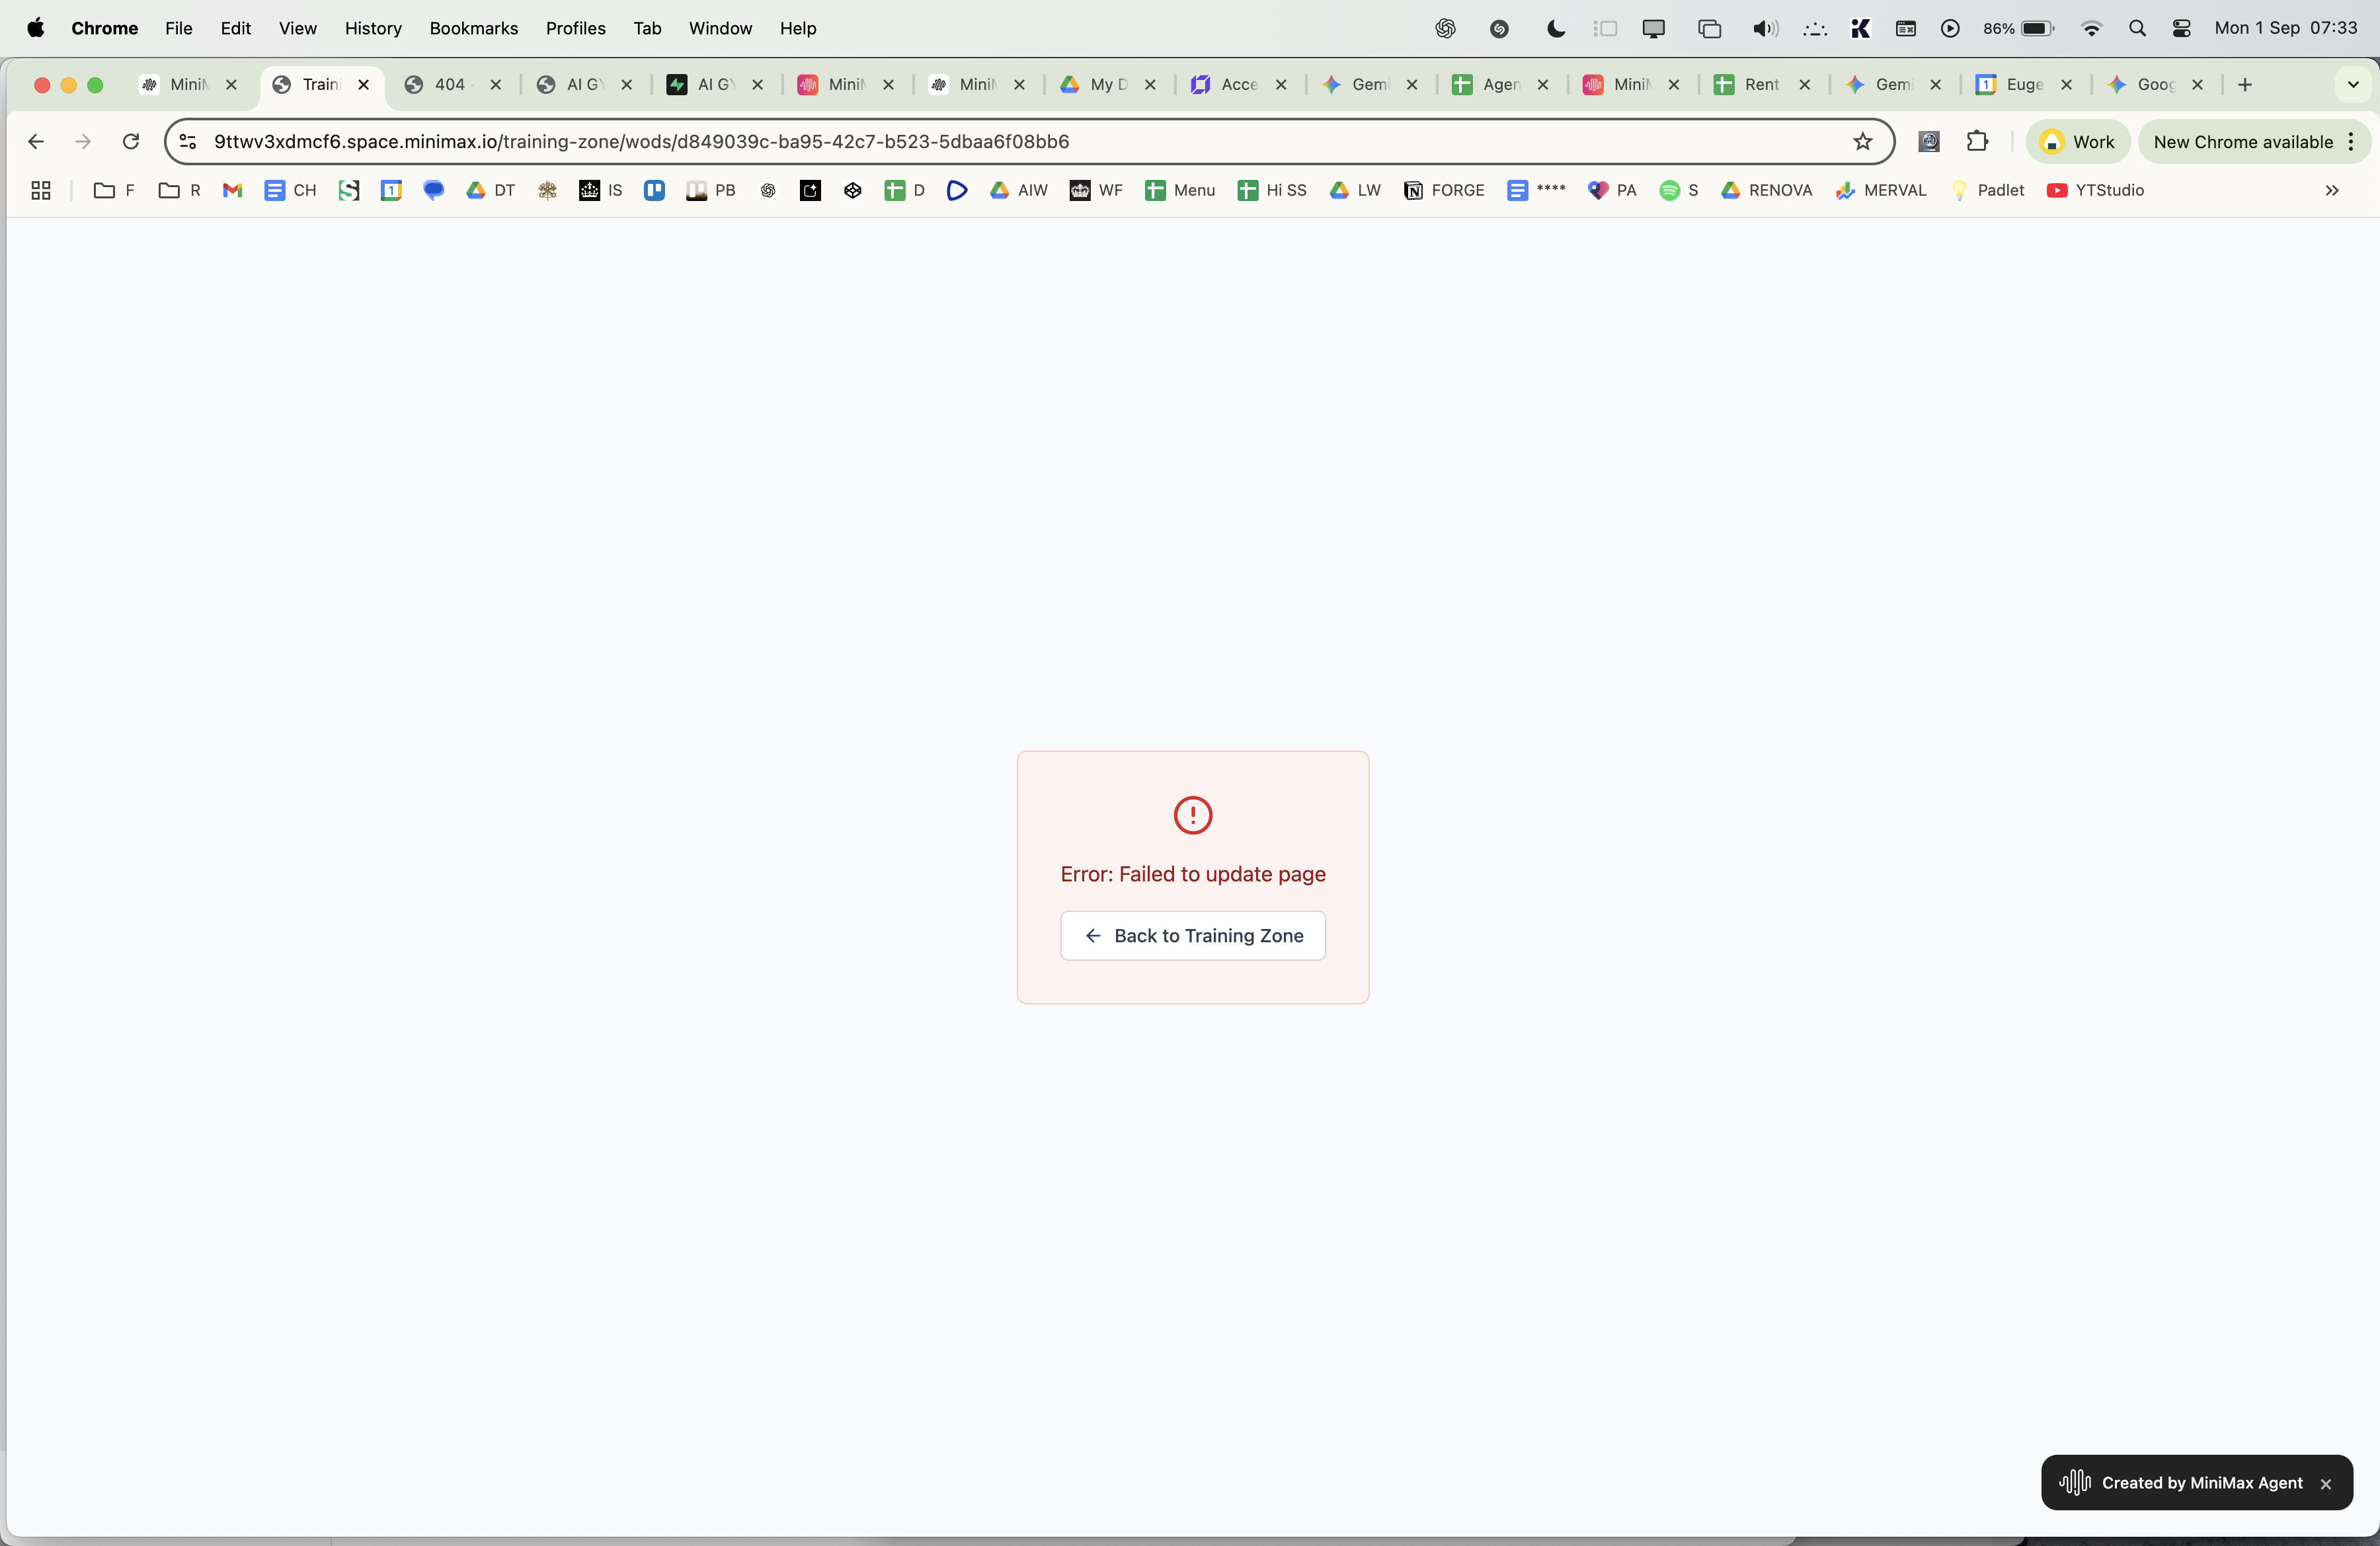 Chrome File Edit View History Bookmarks Profiles Tab Window Help 86% Mon 1 Sep 07:33
Mini Traini 404 AI G AI G Mini Mini My D Acce Gem Agen Mini Rent Gem Euge Goog
9ttwv3xdmcf6.space.minimax.io/training-zone/wods/d849039c-ba95-42c7-b523-5dbaa6f08bb6 Work New Chrome available
F R CH 1 DT IS PB D AIW WF Menu Hi SS LW FORGE **** PA S RENOVA MERVAL Padlet YTStudio
Error: Failed to update page
Back to Training Zone
Created by MiniMax Agent